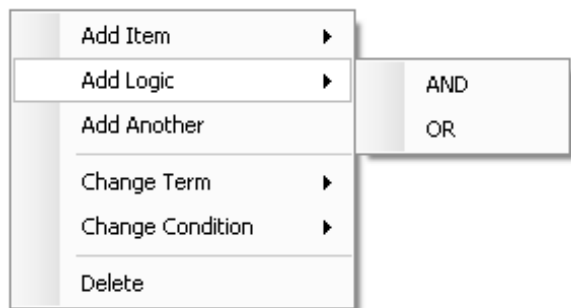 Add Item
Add Logic
AND
Add Another
OR
Change Term
Change Condition
Delete